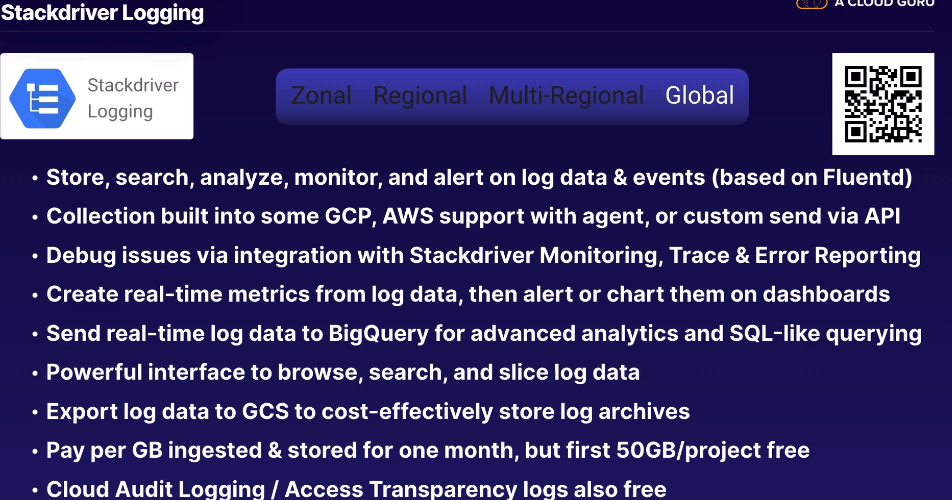 Stackdriver Logging
A CLOUD GURU
Stackdriver
Logging
Zonal Regional Multi-Regional Global
• Store, search, analyze, monitor, and alert on log data & events (based on Fluentd)
• Collection built into some GCP, AWS support with agent, or custom send via API
• Debug issues via integration with Stackdriver Monitoring, Trace & Error Reporting
• Create real-time metrics from log data, then alert or chart them on dashboards
• Send real-time log data to BigQuery for advanced analytics and SQL-like querying
• Powerful interface to browse, search, and slice log data
• Export log data to GCS to cost-effectively store log archives
• Pay per GB ingested & stored for one month, but first 50GB/project free
• Cloud Audit Logging / Access Transparency logs also free